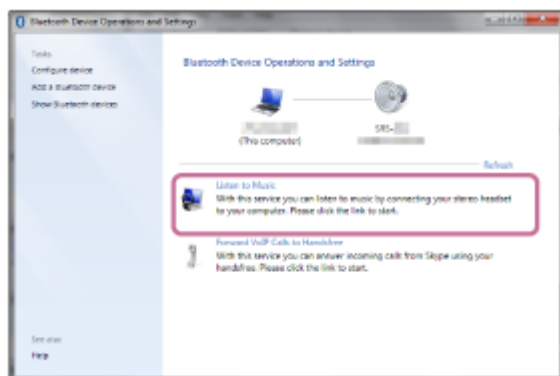 Bluetooth Device Operations and Settings
Tasks
Configure device
Add a Bluetooth device
Show Bluetooth devices
See also
Help
Bluetooth Device Operations and Settings
(This computer)
SRS-
Refresh
Listen to Music
With this service you can listen to music by connecting your stereo headset
to your computer. Please click the link to start.
Forward VoIP Calls to Handsfree
With this service you can answer incoming calls from Skype using your
handsfree. Please click the link to start.